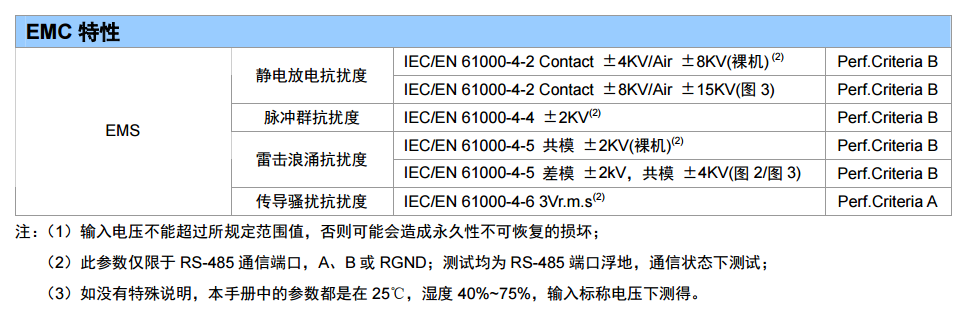 EMC 特性
EMS
静电放电抗扰度
IEC/EN 61000-4-2 Contact ±4KV/Air ±8KV(裸机)(2) Perf.Criteria B
IEC/EN 61000-4-2 Contact ±8KV/Air ±15KV(图 3) Perf.Criteria B
脉冲群抗扰度 IEC/EN 61000-4-4 ±2KV(2) Perf.Criteria B
雷击浪涌抗扰度
IEC/EN 61000-4-5 共模 ±2KV(裸机)(2) Perf.Criteria B
IEC/EN 61000-4-5 差模 ±2kV，共模 ±4KV(图 2/图 3) Perf.Criteria B
传导骚扰抗扰度 IEC/EN 61000-4-6 3Vr.m.s(2) Perf.Criteria A
注：（1）输入电压不能超过所规定范围值，否则可能会造成永久性不可恢复的损坏；
（2）此参数仅限于 RS-485 通信端口，A、B 或 RGND；测试均为 RS-485 端口浮地，通信状态下测试；
（3）如没有特殊说明，本手册中的参数都是在 25℃，湿度 40%~75%，输入标称电压下测得。